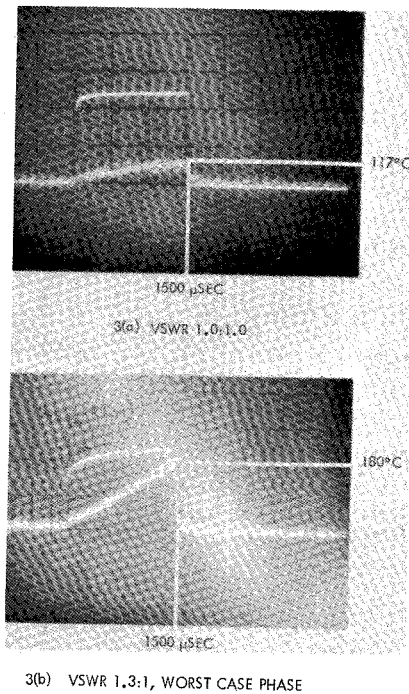 117°C
1500 μSEC
3(a) VSWR 1.0:1.0
180°C
1500 μSEC
3(b) VSWR 1.3:1, WORST CASE PHASE